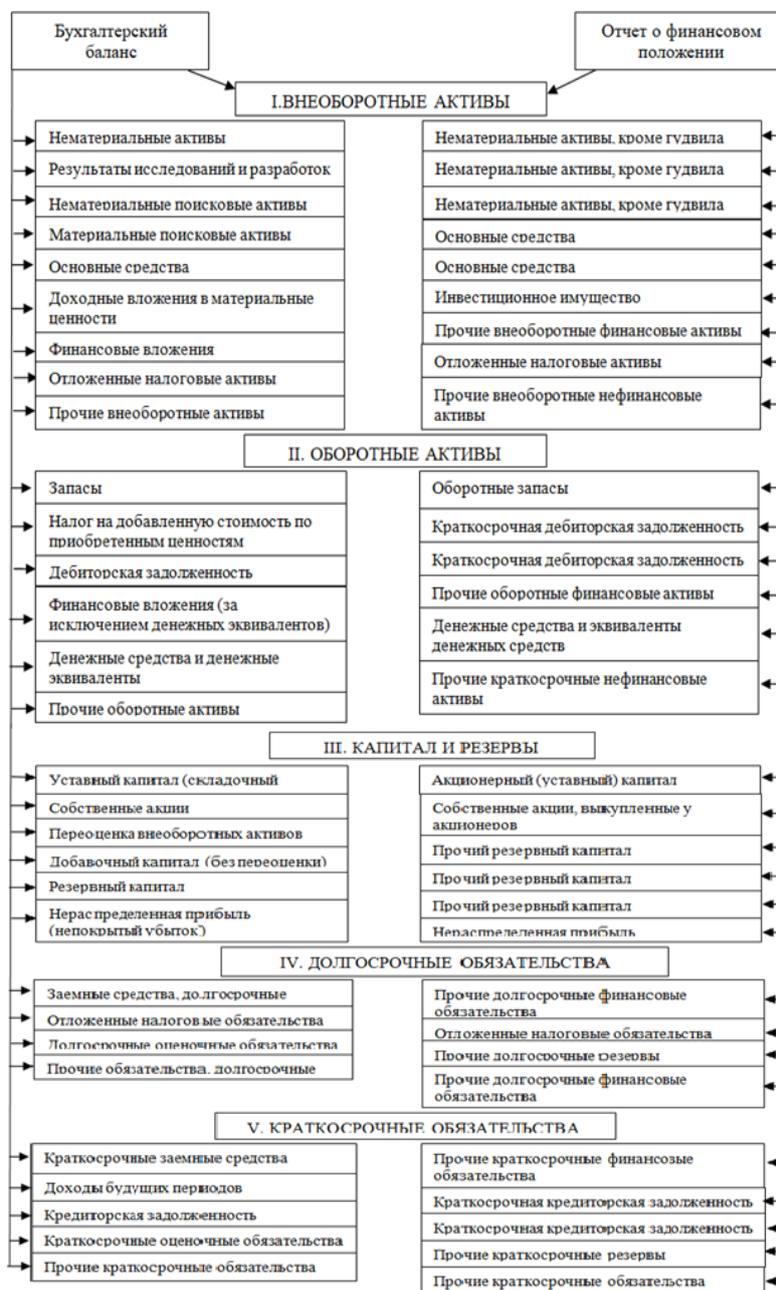 Бухгалтерский
баланс
Отчет о финансовом
положении
I.ВНЕОБОРОТНЫЕ АКТИВЫ
Нематериальные активы
Результаты исследований и разработок
Нематериальные поисковые активы
Материальные поисковые активы
Основные средства
Доходные вложения в материальные
ценности
Финансовые вложения
Отложенные налоговые активы
Прочие внеоборотные активы
Нематериальные активы, кроме гудвила
Нематериальные активы, кроме гудвила
Нематериальные активы, кроме гудвила
Основные средства
Основные средства
Инвестиционное имущество
Прочие внеоборотные финансовые активы
Отложенные налоговые активы
Прочие внеоборотные нефинансовые
активы
II. ОБОРОТНЫЕ АКТИВЫ
Запасы
Налог на добавленную стоимость по
приобретенным ценностям
Дебиторская задолженность
Финансовые вложения (за
исключением денежных эквивалентов)
Денежные средства и денежные
эквиваленты
Прочие оборотные активы
Оборотные запасы
Краткосрочная дебиторская задолженность
Краткосрочная дебиторская задолженность
Прочие оборотные финансовые активы
Денежные средства и эквиваленты
денежных средств
Прочие краткосрочные нефинансовые
активы
III. КАПИТАЛ И РЕЗЕРВЫ
Уставный капитал (складочный
Собственные акции
Переоценка внеоборотных активов
Добавочный капитал (без переоценки)
Резервный капитал
Нераспределенная прибыль
(непокрытый убыток)
Акционерный (уставный) капитал
Собственные акции, выкупленные у
акционеров
Прочий резервный капитал
Прочий резервный капитал
Прочий резервный капитал
Нераспределенная прибыль
IV. ДОЛГОСРОЧНЫЕ ОБЯЗАТЕЛЬСТВА
Заемные средства, долгосрочные
Отложенные налоговые обязательства
Долгосрочные оценочные обязательства
Прочие обязательства, долгосрочные
Прочие долгосрочные финансовые
обязательства
Отложенные налоговые обязательства
Прочие долгосрочные резервы
Прочие долгосрочные финансовые
обязательства
V. КРАТКОСРОЧНЫЕ ОБЯЗАТЕЛЬСТВА
Краткосрочные заемные средства
Доходы будущих периодов
Кредиторская задолженность
Краткосрочные оценочные обязательства
Прочие краткосрочные обязательства
Прочие краткосрочные финансовые
обязательства
Краткосрочная кредиторская задолженность
Краткосрочная кредиторская задолженность
Прочие краткосрочные резервы
Прочие краткосрочные обязательства